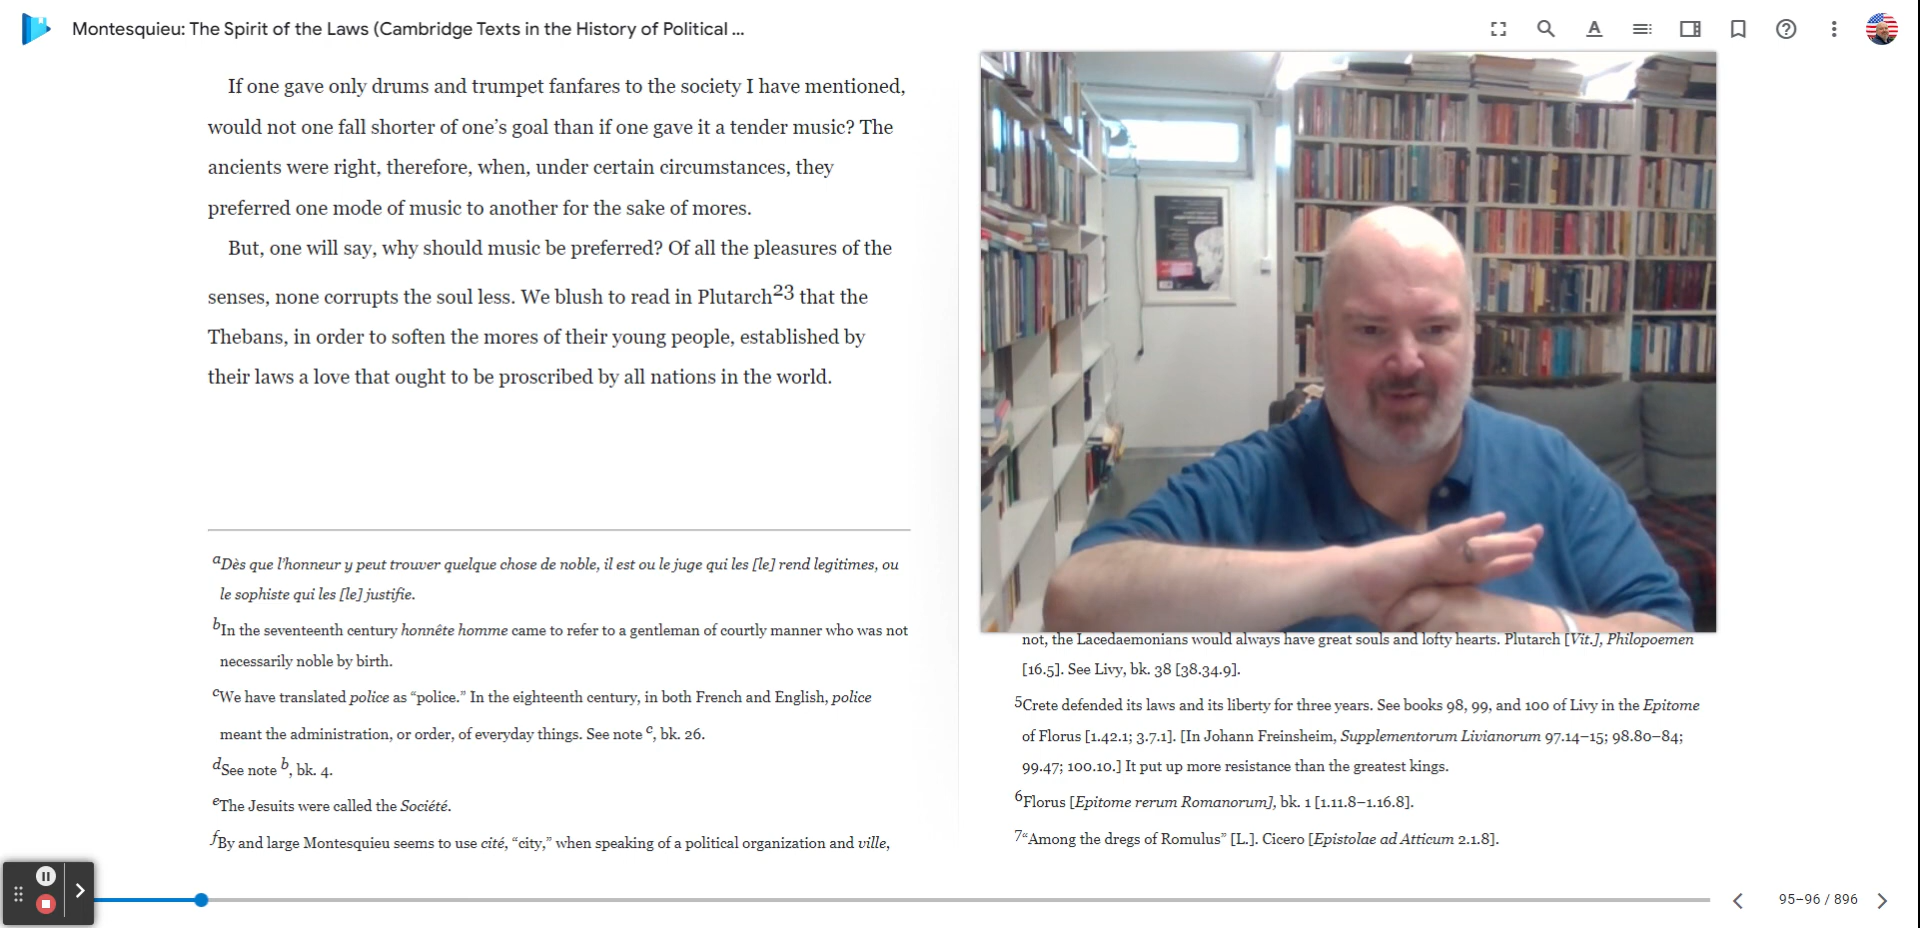 Montesquieu: The Spirit of the Laws (Cambridge Texts in the History of Political ...
If one gave only drums and trumpet fanfares to the society I have mentioned,
would not one fall shorter of one’s goal than if one gave it a tender music? The
ancients were right, therefore, when, under certain circumstances, they
preferred one mode of music to another for the sake of mores.
But, one will say, why should music be preferred? Of all the pleasures of the
senses, none corrupts the soul less. We blush to read in Plutarch23 that the
Thebans, in order to soften the mores of their young people, established by
their laws a love that ought to be proscribed by all nations in the world.
aDès que l’honneur y peut trouver quelque chose de noble, il est ou le juge qui les [le] rend legitimes, ou
le sophiste qui les [le] justifie.
bIn the seventeenth century honnête homme came to refer to a gentleman of courtly manner who was not
necessarily noble by birth.
cWe have translated police as “police.” In the eighteenth century, in both French and English, police
meant the administration, or order, of everyday things. See note c, bk. 26.
dSee note b, bk. 4.
eThe Jesuits were called the Société.
fBy and large Montesquieu seems to use cité, “city,” when speaking of a political organization and ville,
not, the Lacedaemonians would always have great souls and lofty hearts. Plutarch [Vit.], Philopoemen
[16.5]. See Livy, bk. 38 [38.34.9].
5Crete defended its laws and its liberty for three years. See books 98, 99, and 100 of Livy in the Epitome
of Florus [1.42.1; 3.7.1]. [In Johann Freinsheim, Supplementorum Livianorum 97.14–15; 98.80–84;
99.47; 100.10.] It put up more resistance than the greatest kings.
6Florus [Epitome rerum Romanorum], bk. 1 [1.11.8–1.16.8].
7“Among the dregs of Romulus” [L.]. Cicero [Epistolae ad Atticum 2.1.8].
95–96 / 896